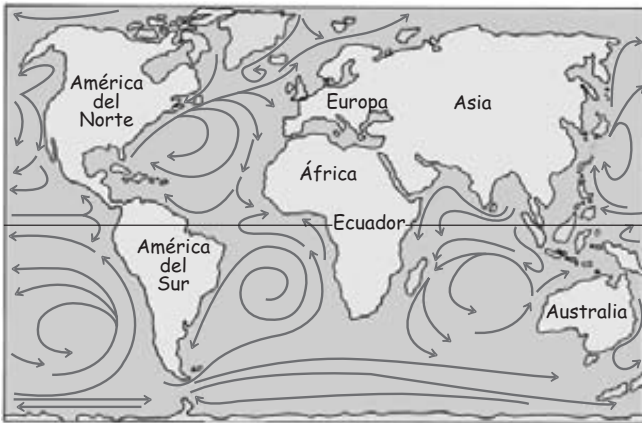 América
del
Norte
Europa
Asia
África
Ecuador
América
del
Sur
Australia